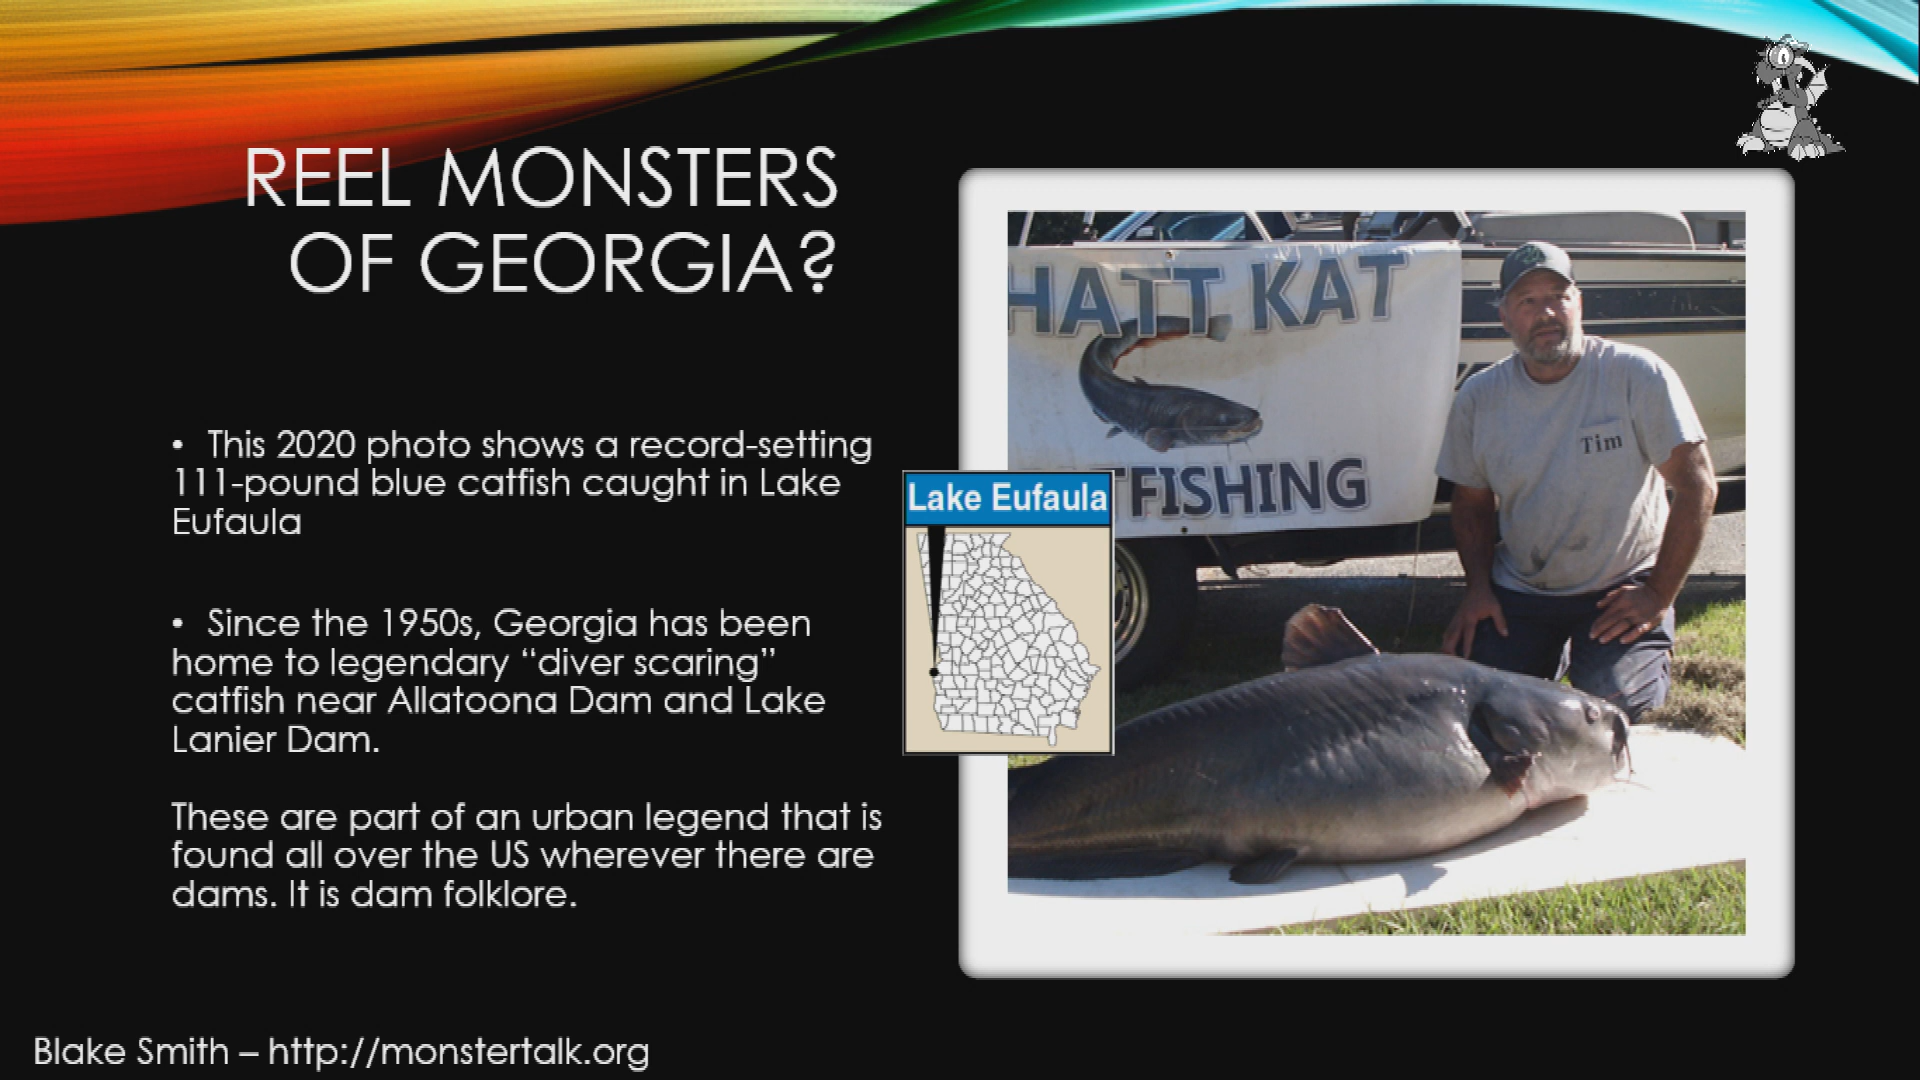 REEL MONSTERS
OF GEORGIA?
• This 2020 photo shows a record-setting
111-pound blue catfish caught in Lake
Eufaula
• Since the 1950s, Georgia has been
home to legendary “diver scaring”
catfish near Allatoona Dam and Lake
Lanier Dam.
These are part of an urban legend that is
found all over the US wherever there are
dams. It is dam folklore.
Lake Eufaula
HATT KAT
TFISHING
Tim
Blake Smith – http://monstertalk.org